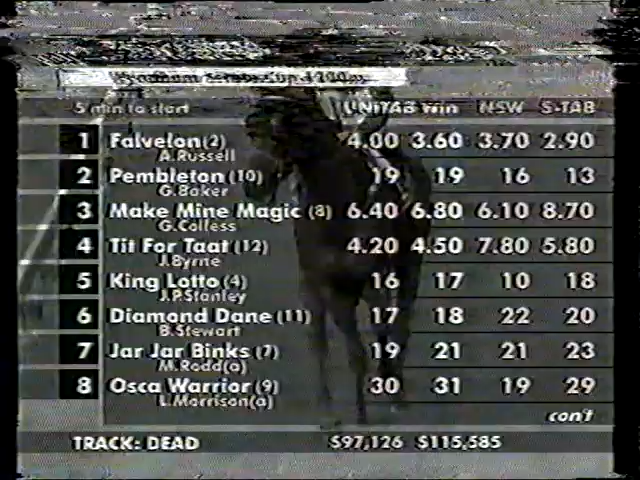 5 min to start UNITAB Win NSW S-TAB
1 Falvelon (2) 4.00 3.60 3.70 2.90
A.Russell
2 Pembleton (10) 19 19 16 13
G.Baker
3 Make Mine Magic (8) 6.40 6.80 6.10 8.70
G.Colless
4 Tit For Taat (12) 4.20 4.50 7.80 5.80
J.Byrne
5 King Lotto (4) 16 17 10 18
J.P.Stanley
6 Diamond Dane (11) 17 18 22 20
B.Stewart
7 Jar Jar Binks (7) 19 21 21 23
M.Rodd(a)
8 Osca Warrior (9) 30 31 19 29
L.Morrison(a)
con't
TRACK: DEAD $97,126 $115,585